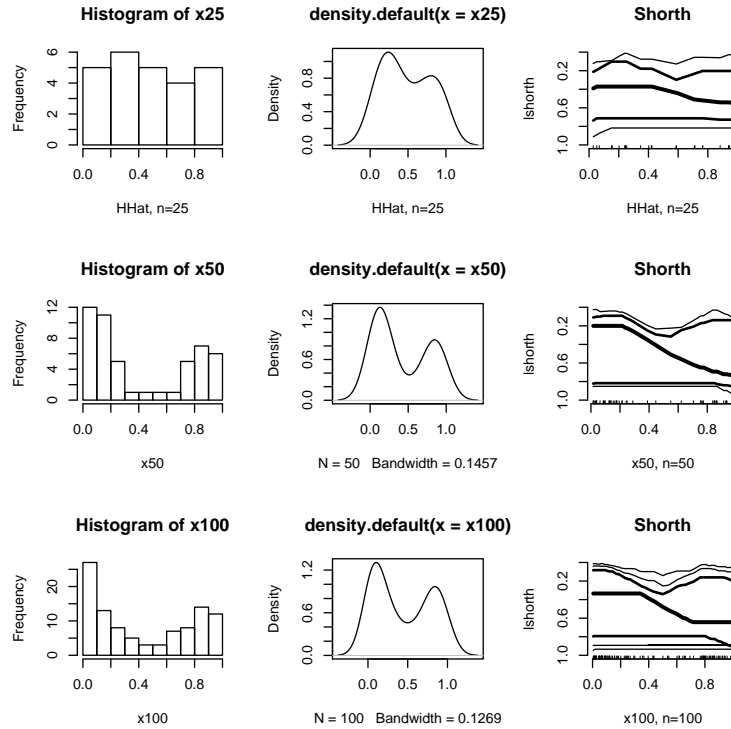 Histogram of x25
Frequency
0 2 4 6
0.0 0.4 0.8
HHat, n=25
density.default(x = x25)
Density
0.0 0.4 0.8
0.0 0.5 1.0
HHat, n=25
Shorth
lshorth
1.0 0.6 0.2
0.0 0.4 0.8
HHat, n=25
Histogram of x50
Frequency
0 4 8 12
0.0 0.4 0.8
x50
density.default(x = x50)
Density
0.0 0.6 1.2
0.0 0.5 1.0
N = 50 Bandwidth = 0.1457
Shorth
lshorth
1.0 0.6 0.2
0.0 0.4 0.8
x50, n=50
Histogram of x100
Frequency
0 10 20
0.0 0.4 0.8
x100
density.default(x = x100)
Density
0.0 0.6 1.2
0.0 0.5 1.0
N = 100 Bandwidth = 0.1269
Shorth
lshorth
1.0 0.6 0.2
0.0 0.4 0.8
x100, n=100